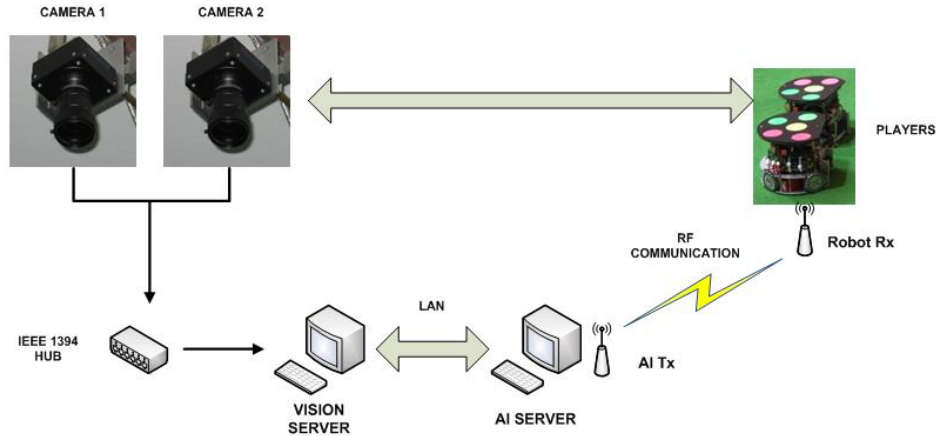 CAMERA 1
CAMERA 2
PLAYERS
Robot Rx
RF
COMMUNICATION
LAN
IEEE 1394
HUB
AI Tx
VISION
SERVER
AI SERVER